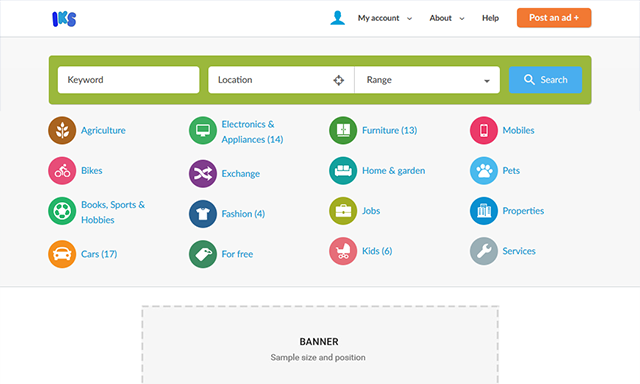 IKS
My account
About
Help
Post an ad +
Keyword
Location
Range
Search
Agriculture
Electronics &
Appliances (14)
Furniture (13)
Mobiles
Bikes
Exchange
Home & garden
Pets
Books, Sports &
Hobbies
Fashion (4)
Jobs
Properties
Cars (17)
For free
Kids (6)
Services
BANNER
Sample size and position